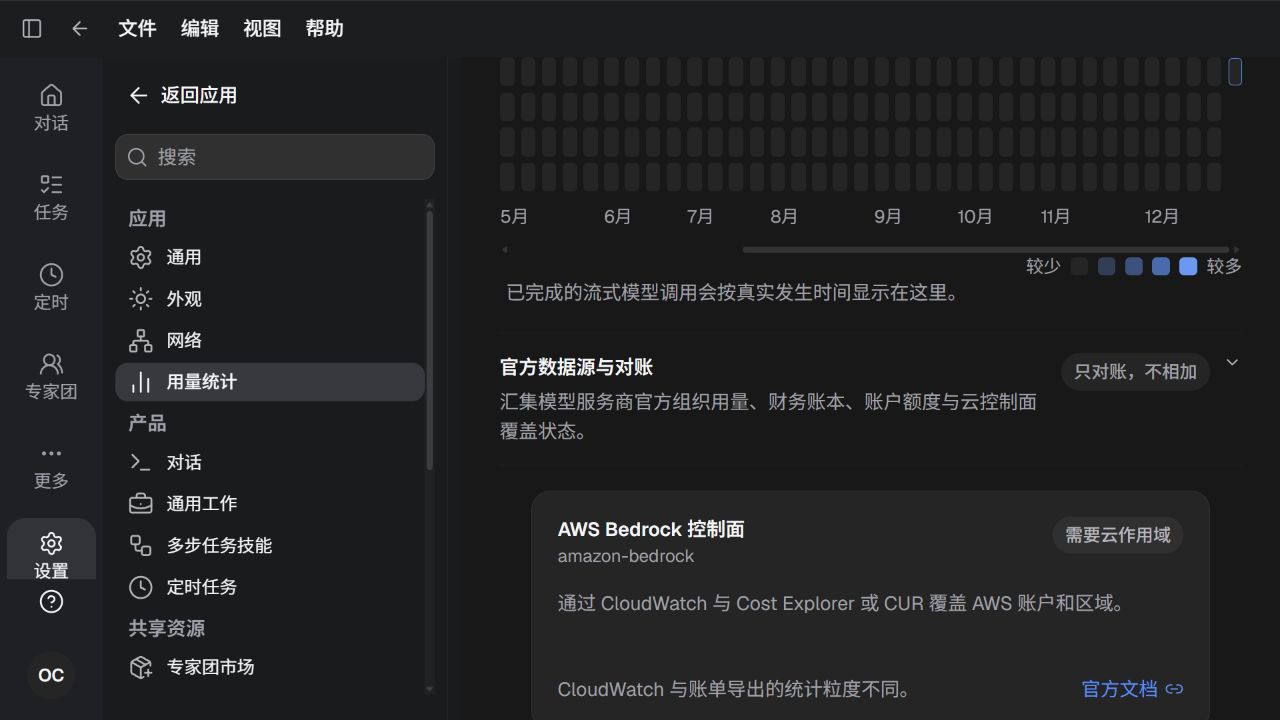 文件 编辑 视图 帮助
对话
任务
定时
专家团
更多
设置
OC
返回应用
搜索
应用
通用
外观
网络
用量统计
产品
对话
通用工作
多步任务技能
定时任务
共享资源
专家团市场
5月 6月 7月 8月 9月 10月 11月 12月
较少 较多
已完成的流式模型调用会按真实发生时间显示在这里。
官方数据源与对账
只对账，不相加
汇集模型服务商官方组织用量、财务账本、账户额度与云控制面
覆盖状态。
AWS Bedrock 控制面
需要云作用域
amazon-bedrock
通过 CloudWatch 与 Cost Explorer 或 CUR 覆盖 AWS 账户和区域。
CloudWatch 与账单导出的统计粒度不同。
官方文档